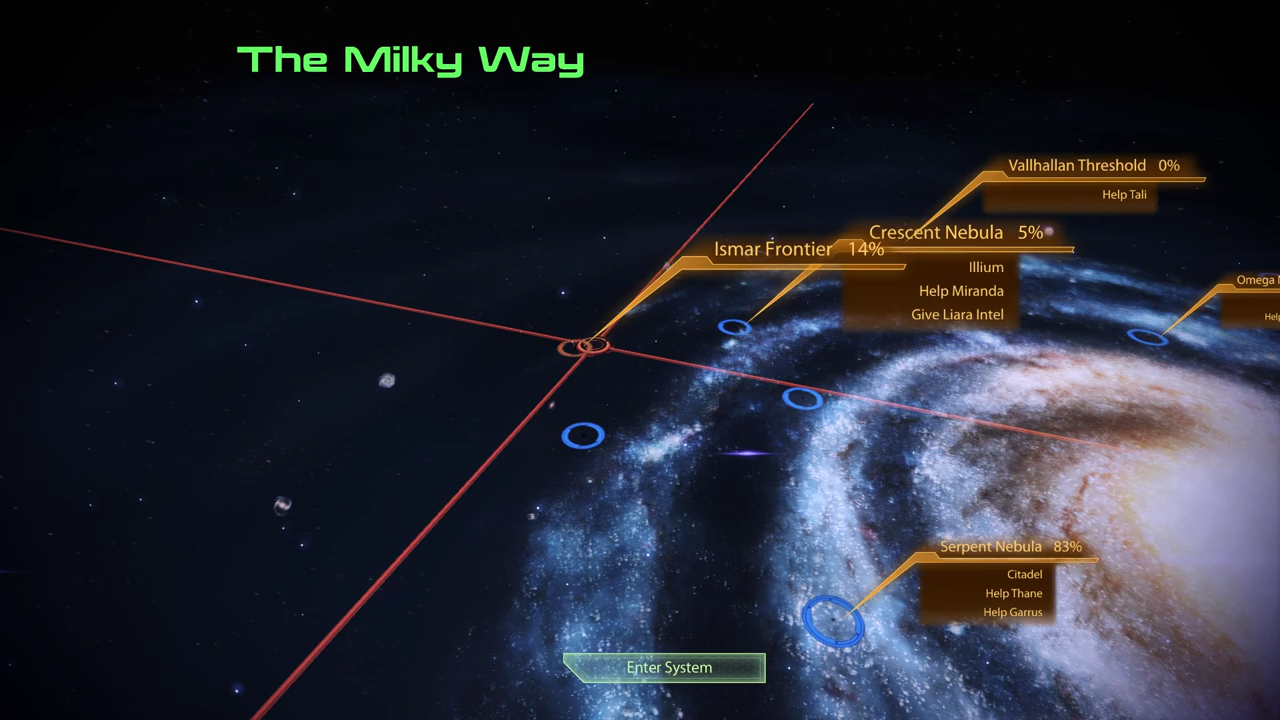 The Milky Way
Vallhallan Threshold 0%
Help Tali
Crescent Nebula 5%
Illium
Help Miranda
Give Liara Intel
Ismar Frontier 14%
Omega
Serpent Nebula 83%
Citadel
Help Thane
Help Garrus
Enter System